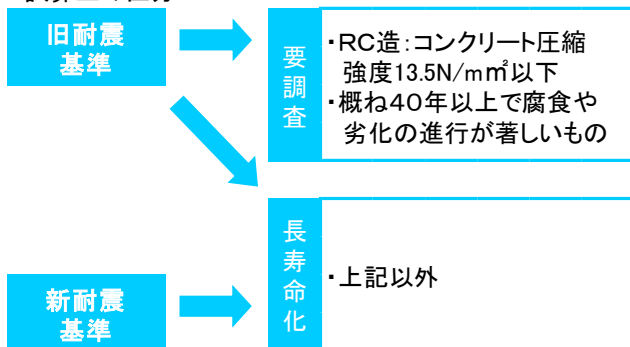 旧耐震
基準
要調査
・RC造：コンクリート圧縮
強度13.5N/m㎡以下
・概ね40年以上で腐食や
劣化の進行が著しいもの
長寿命化
・上記以外
新耐震
基準